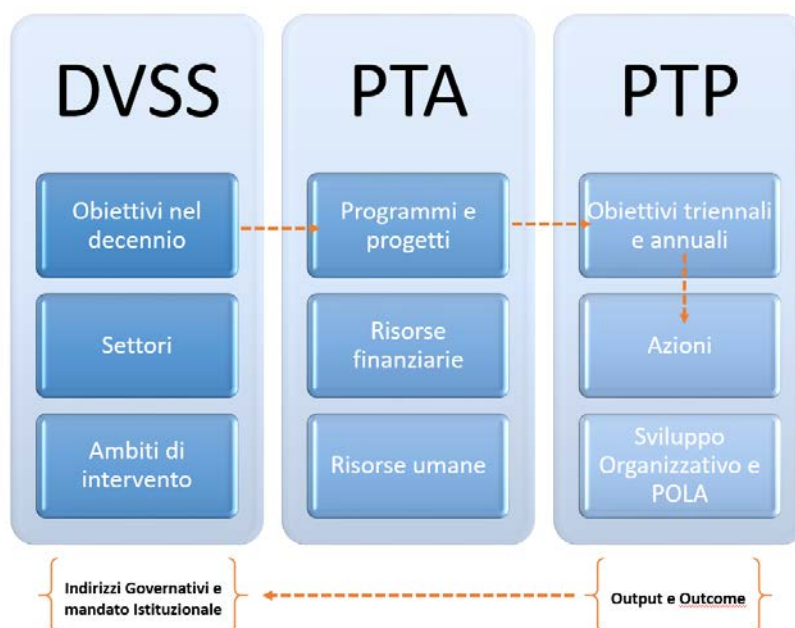 DVSS
Obiettivi nel
decennio
Settori
Ambiti di
intervento
PTA
Programmi e
progetti
Risorse
finanziarie
Risorse umane
PTP
Obiettivi triennali
e annuali
Azioni
Sviluppo
Organizzativo e
POLA
Indirizzi Governativi e
mandato Istituzionale
Output e Outcome